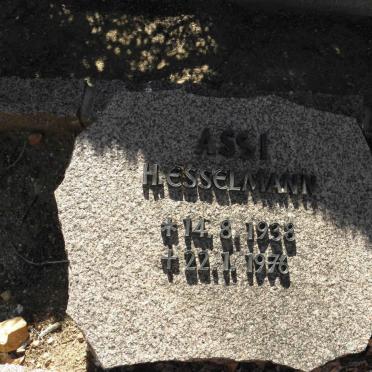 ASSI
HESSELMANN
✝ 14.8.1938
✝ 22.1.1976